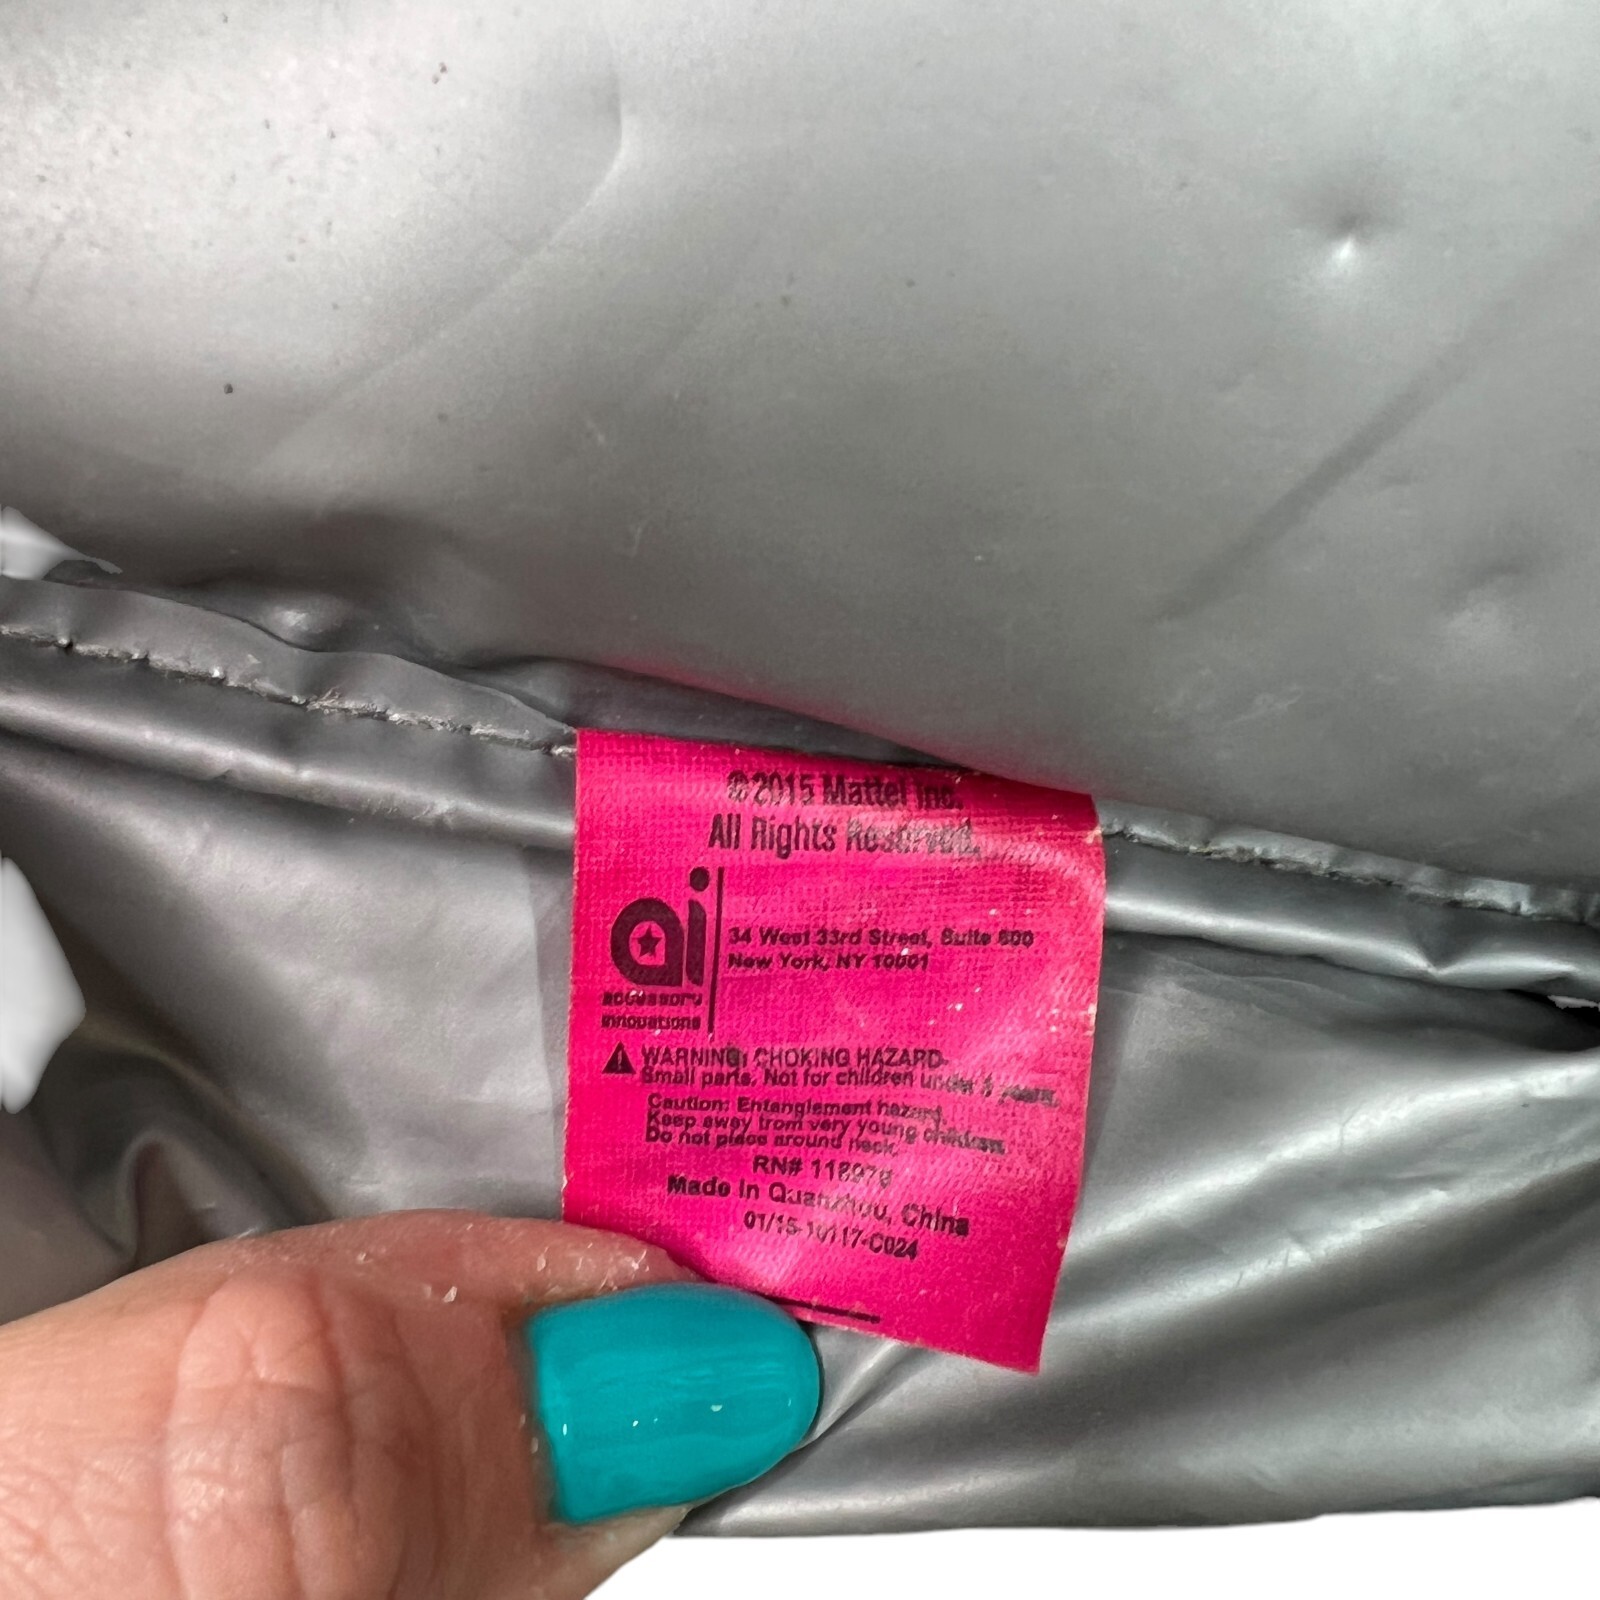 ©2015 Mattel Inc.
All Rights Reserved.
ai
34 West 33rd Street, Suite 600
New York, NY 10001
accessory
innovations
WARNING: CHOKING HAZARD-
Small parts. Not for children under 3 years.
Caution: Entanglement hazard.
Keep away from very young children.
Do not place around neck.
RN# 118979
Made in Quanzhou, China
01/15-10117-C024